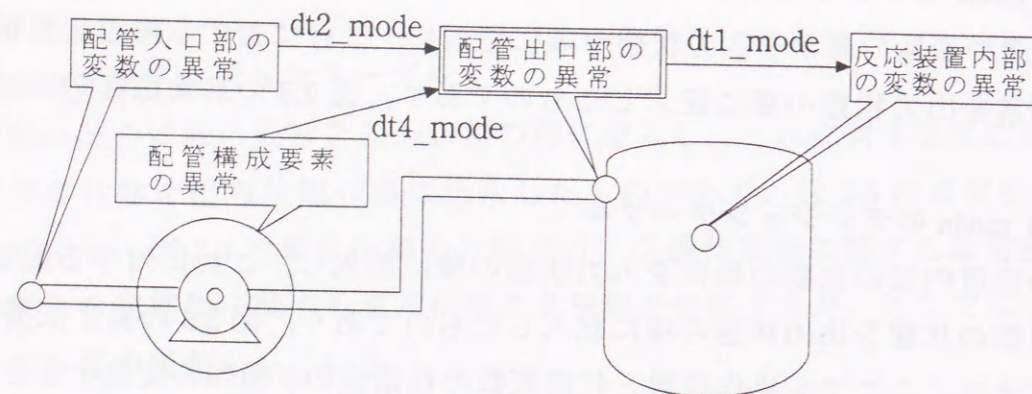 配管入口部の
変数の異常
dt2_mode
配管出口部の
変数の異常
dt1_mode
反応装置内部
の変数の異常
dt4_mode
配管構成要素
の異常